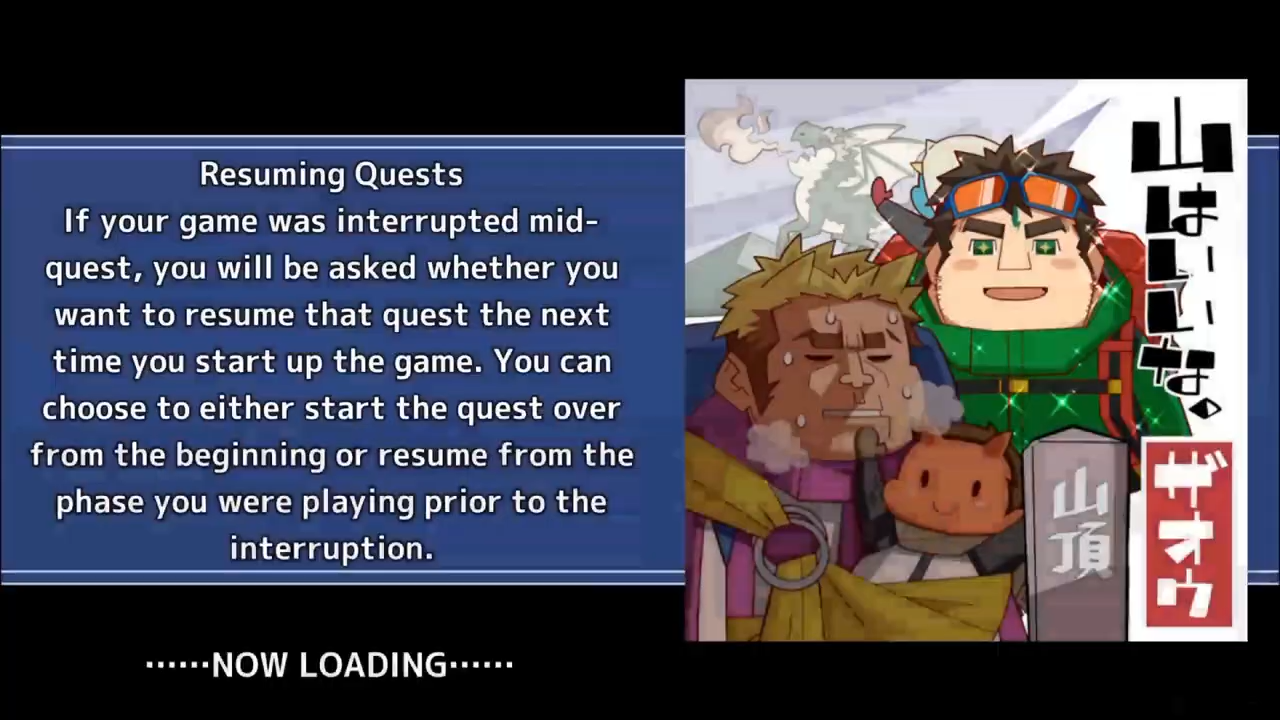 Resuming Quests
If your game was interrupted mid-
quest, you will be asked whether you
want to resume that quest the next
time you start up the game. You can
choose to either start the quest over
from the beginning or resume from the
phase you were playing prior to the
interruption.
······NOW LOADING······
山はいいな。
ギオウ
山頂